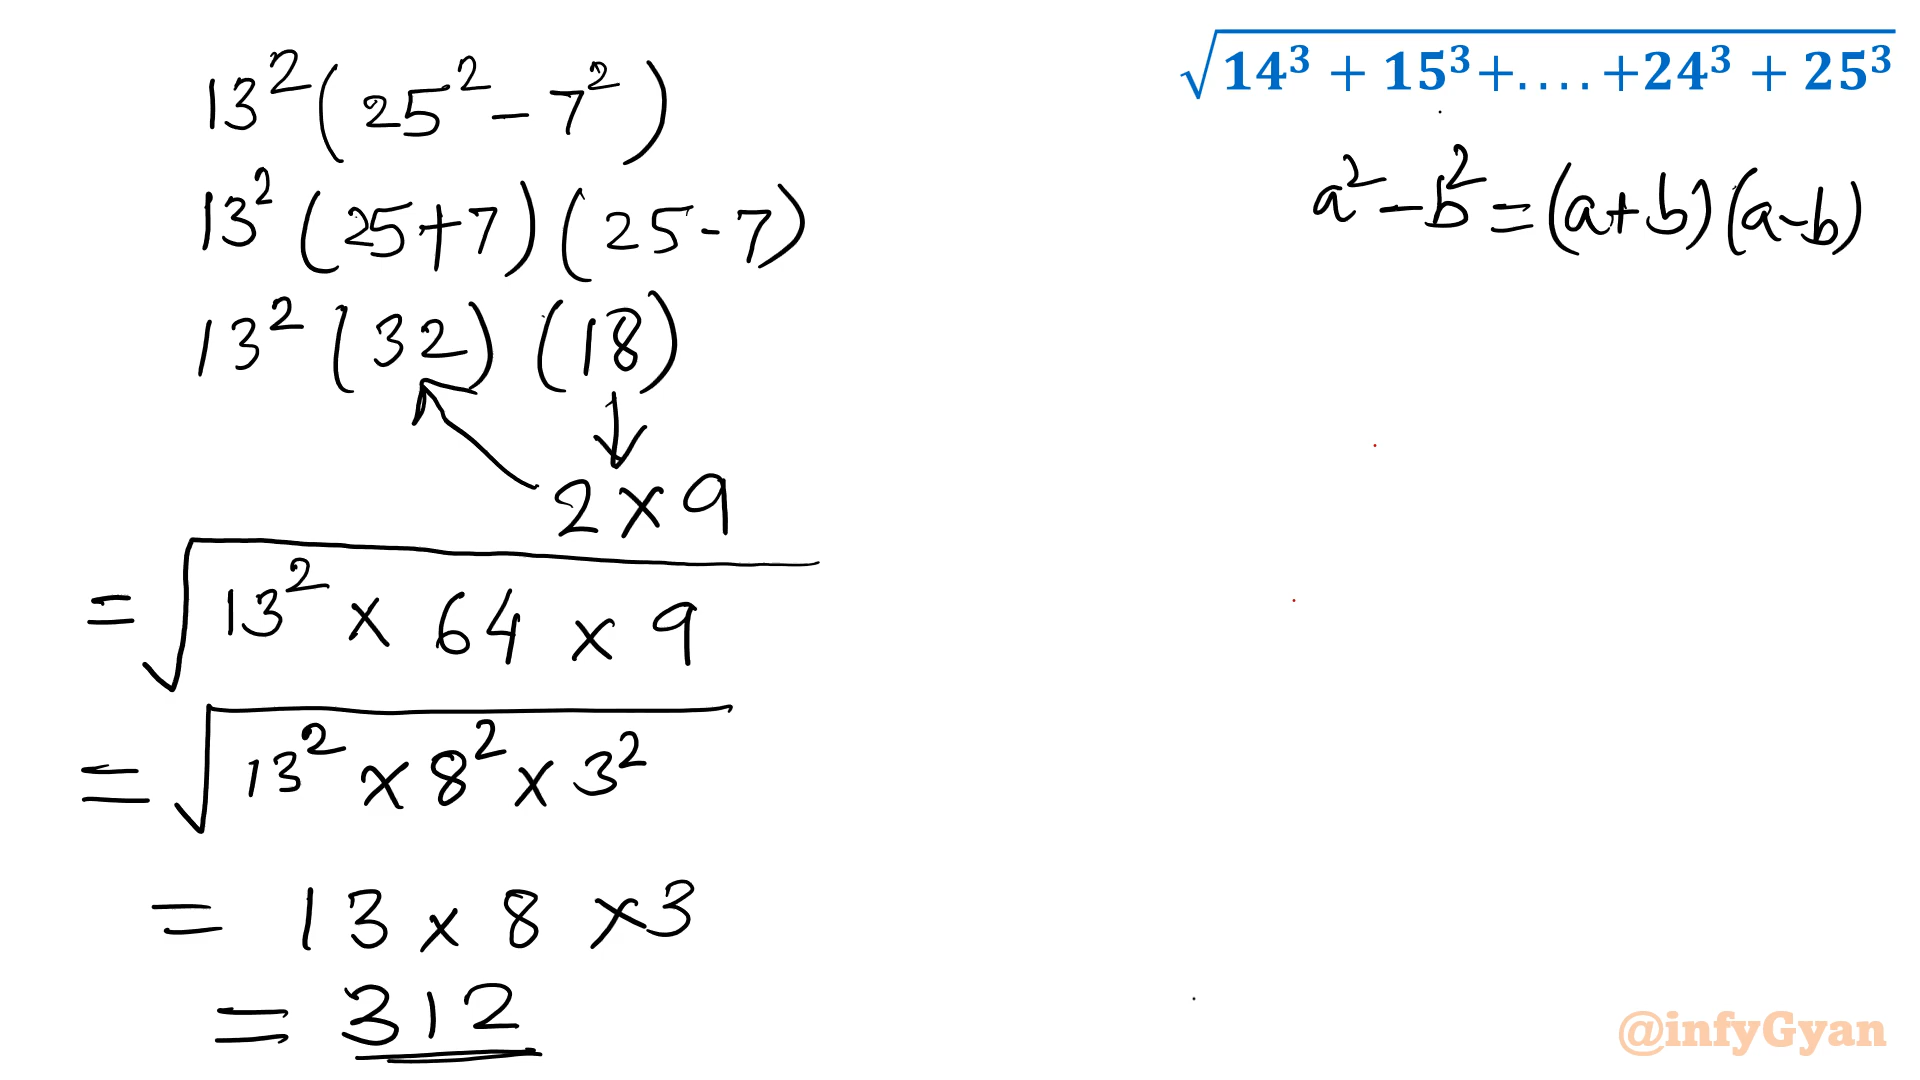 13²(25² - 7²)
13² (25+7) (25-7)
13² (32) (18)
2 × 9
= √13² × 64 × 9
= √13² × 8² × 3²
= 13 × 8 × 3
= 312
√14³ + 15³+....+24³ + 25³
a² - b² = (a+b)(a-b)
@infyGyan